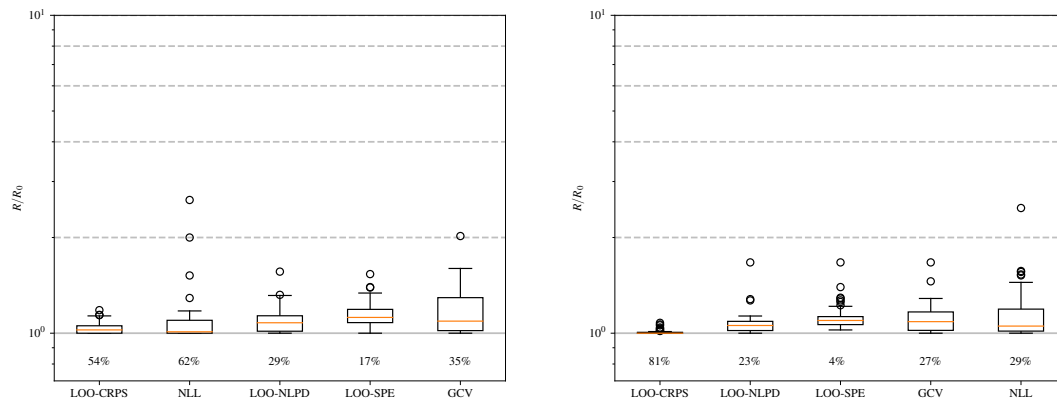 10¹
R/R₀
10⁰
54% 62% 29% 17% 35%
LOO-CRPS NLL LOO-NLPD LOO-SPE GCV
10¹
R/R₀
10⁰
81% 23% 4% 27% 29%
LOO-CRPS LOO-NLPD LOO-SPE GCV NLL